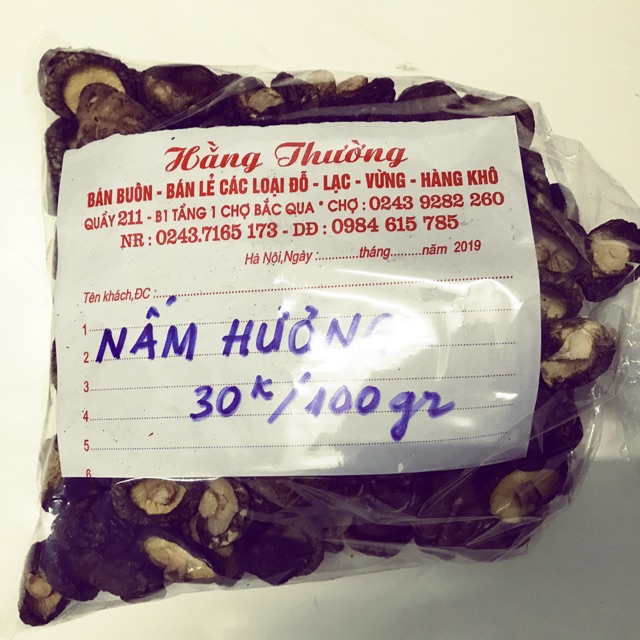 Hằng Thường
BÁN BUÔN - BÁN LẺ CÁC LOẠI ĐỖ - LẠC - VỪNG - HÀNG KHÔ
QUẦY 211 - B1 TẦNG 1 CHỢ BẮC QUA * CHỢ : 0243 9282 260
NR : 0243.7165 173 - DĐ : 0984 615 785
Hà Nội,Ngày :............tháng.........năm 2019
Tên khách,ĐC :
1
NẤM HƯƠNG
2
3
30k/100gr
4
5
6